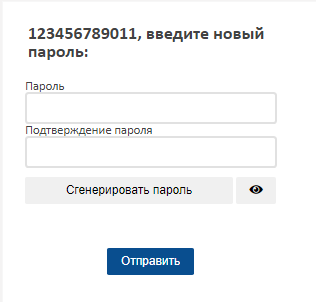 123456789011, введите новый
пароль:
Пароль
Подтверждение пароля
Сгенерировать пароль
Отправить